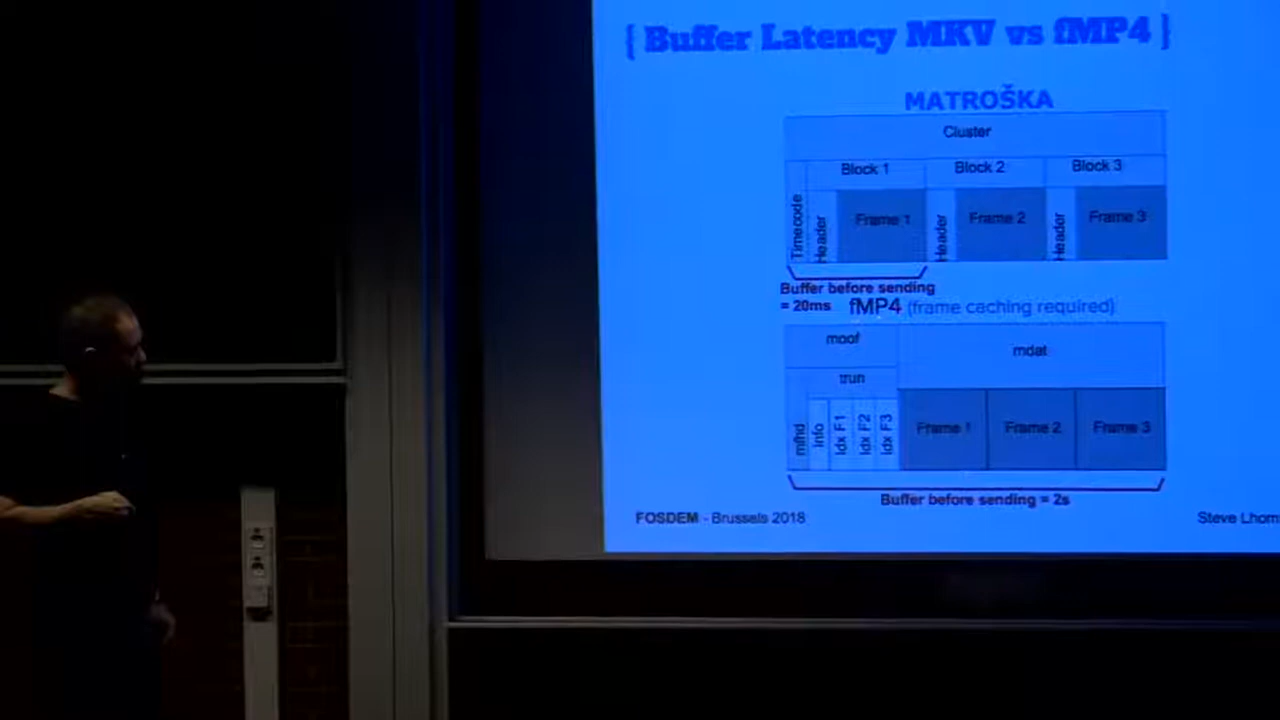 { Buffer Latency MKV vs fMP4 }
MATROŠKA
Cluster
Block 1 Block 2 Block 3
Timecode Header Frame 1 Header Frame 2 Header Frame 3
Buffer before sending
= 20ms fMP4 (frame caching required)
moof mdat
trun
mfhd Info Idx F1 Idx F2 Idx F3 Frame 1 Frame 2 Frame 3
Buffer before sending = 2s
FOSDEM - Brussels 2018 Steve Lhom